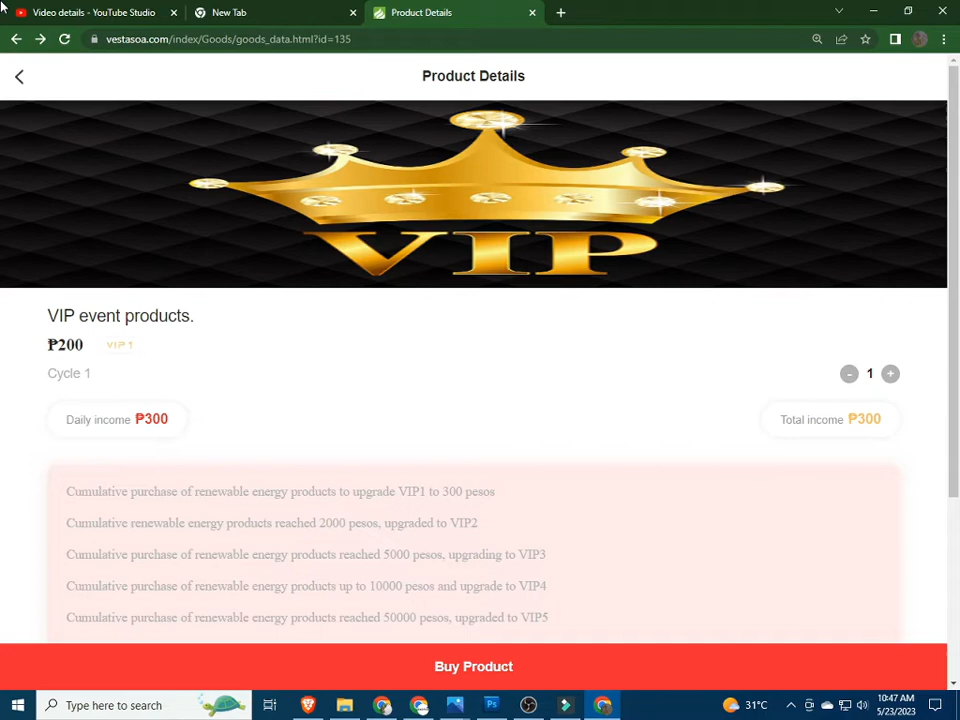 Video details - YouTube Studio
New Tab
Product Details
vestasoa.com/index/Goods/goods_data.html?id=135
Product Details
VIP
VIP event products.
₱200 VIP 1
Cycle 1
- 1 +
Daily income ₱300
Total income ₱300
Cumulative purchase of renewable energy products to upgrade VIP1 to 300 pesos
Cumulative renewable energy products reached 2000 pesos, upgraded to VIP2
Cumulative purchase of renewable energy products reached 5000 pesos, upgrading to VIP3
Cumulative purchase of renewable energy products up to 10000 pesos and upgrade to VIP4
Cumulative purchase of renewable energy products reached 50000 pesos, upgraded to VIP5
Buy Product
Type here to search
Ps
31°C
10:47 AM
5/23/2023